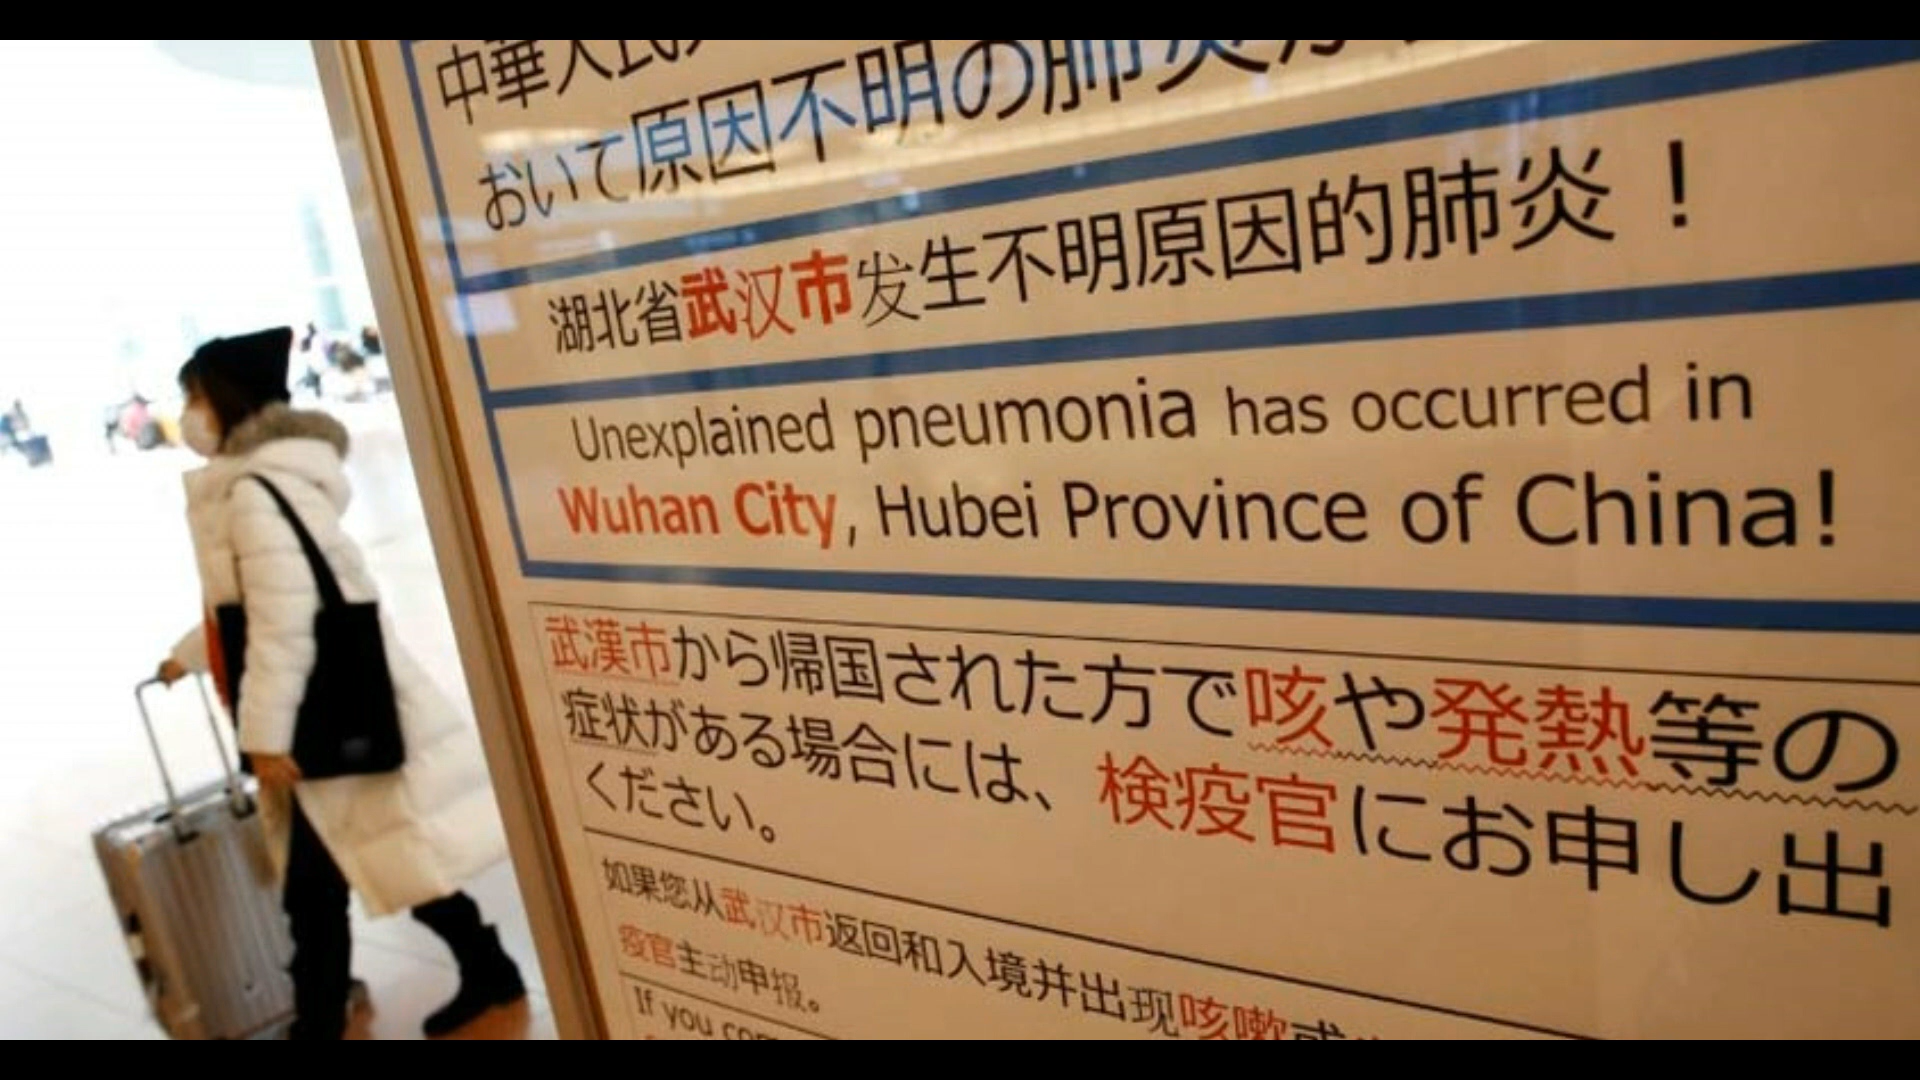 中華人民
おいて原因不明の肺炎が
湖北省武汉市发生不明原因的肺炎！
Unexplained pneumonia has occurred in
Wuhan City, Hubei Province of China!
武漢市から帰国された方で咳や発熱等の
症状がある場合には、検疫官にお申し出
ください。
如果您从武汉市返回和入境并出现咳嗽或
疫官主动申报。
If you com